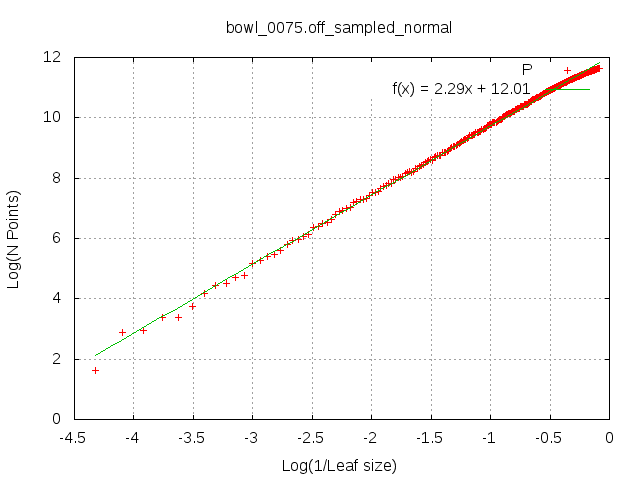 bowl_0075.off_sampled_normal
12
10
8
6
4
2
0
Log(N Points)
P
f(x) = 2.29x + 12.01
-4.5 -4 -3.5 -3 -2.5 -2 -1.5 -1 -0.5 0
Log(1/Leaf size)